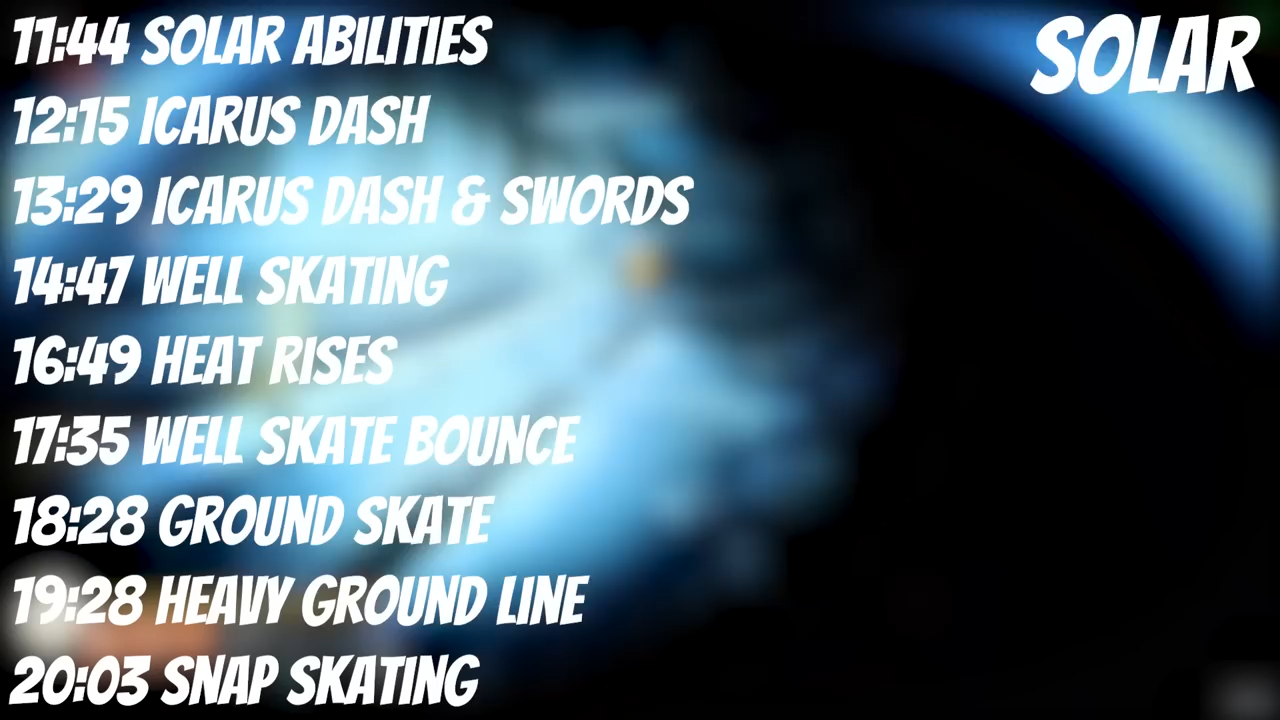 SOLAR
11:44 SOLAR ABILITIES
12:15 ICARUS DASH
13:29 ICARUS DASH & SWORDS
14:47 WELL SKATING
16:49 HEAT RISES
17:35 WELL SKATE BOUNCE
18:28 GROUND SKATE
19:28 HEAVY GROUND LINE
20:03 SNAP SKATING